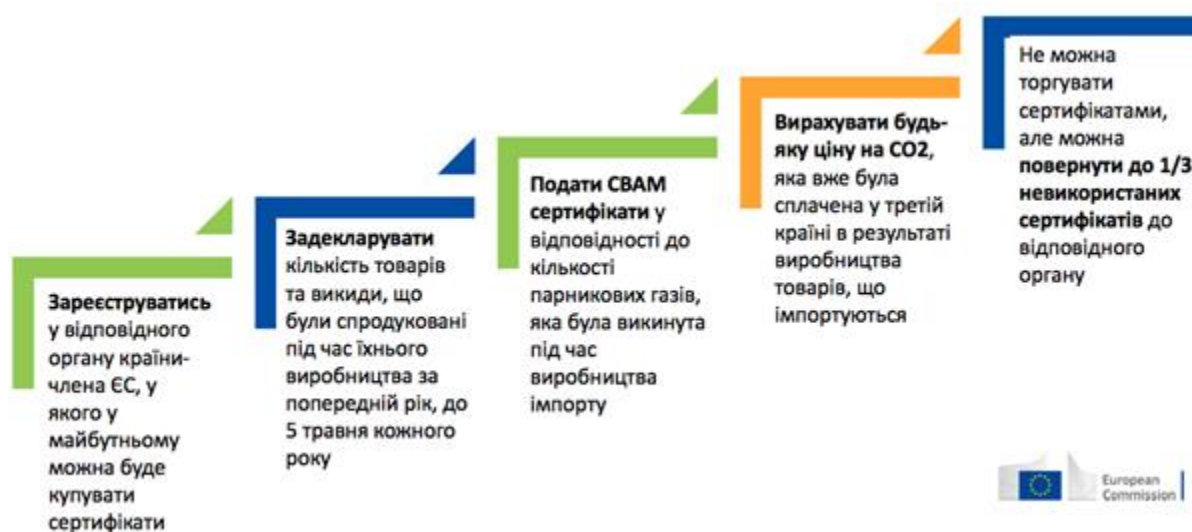 Зареєструватись
у відповідного
органу країни-
члена ЄС, у
якого у
майбутньому
можна буде
купувати
сертифікати
Задекларувати
кількість товарів
та викиди, що
були спродуковані
під час їхнього
виробництва за
попередній рік, до
5 травня кожного
року
Подати СВАМ
сертифікати у
відповідності до
кількості
парникових газів,
яка була викинута
під час
виробництва
імпорту
Вирахувати будь-
яку ціну на СО2,
яка вже була
сплачена у третій
країні в результаті
виробництва
товарів, що
імпортуються
Не можна
торгувати
сертифікатами,
але можна
повернути до 1/3
невикористаних
сертифікатів до
відповідного
органу
European
Commission